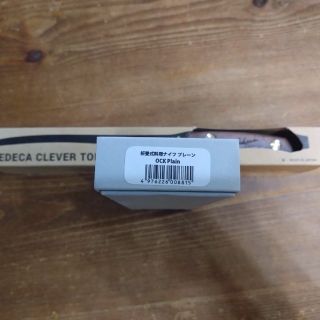 EDECA CLEVER TO
折畳式料理ナイフ プレーン
OCK Plain
4 976226 008815